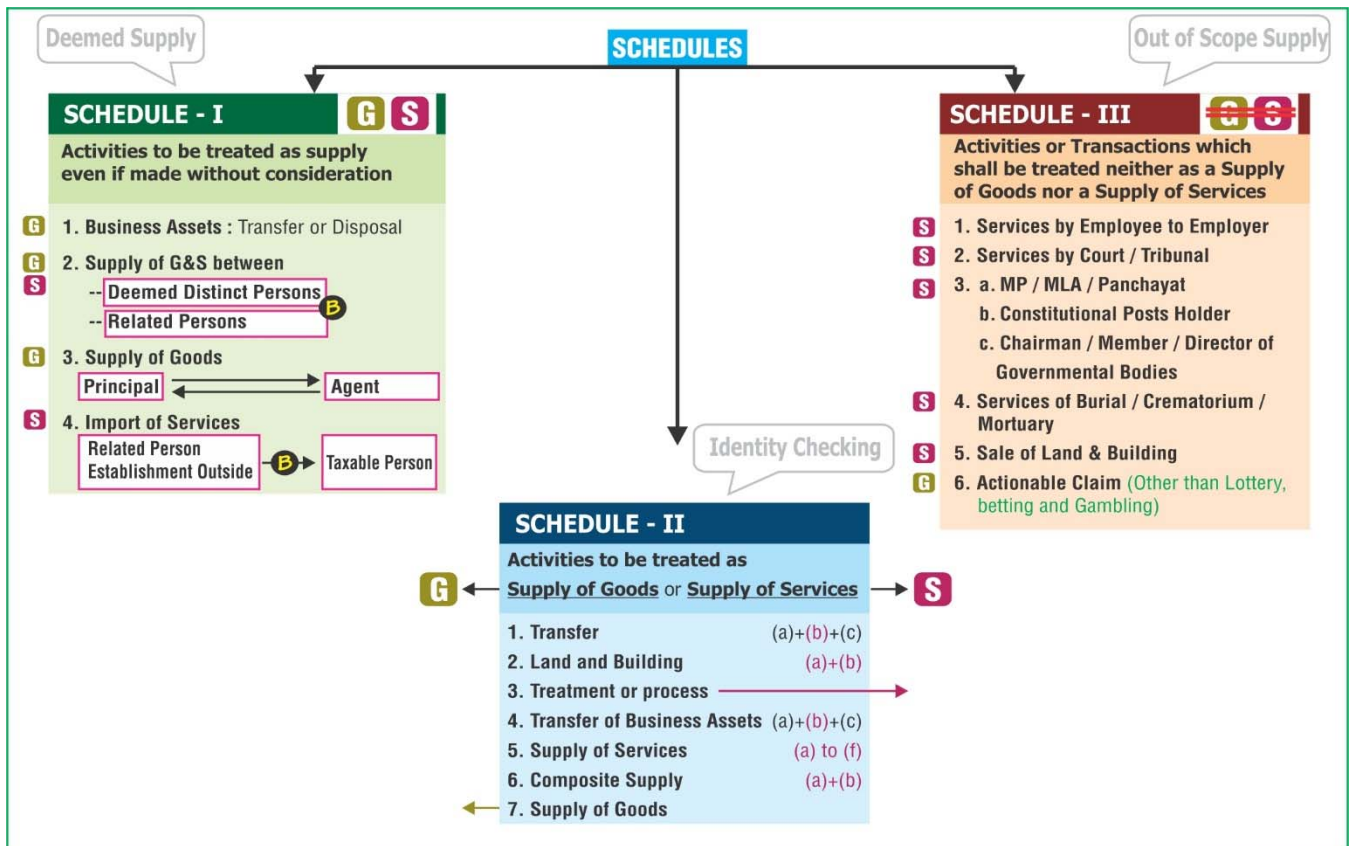 Deemed Supply
SCHEDULES
Out of Scope Supply
SCHEDULE - I G S
Activities to be treated as supply
even if made without consideration
G 1. Business Assets : Transfer or Disposal
G 2. Supply of G&S between
S -- Deemed Distinct Persons
B
-- Related Persons
G 3. Supply of Goods
Principal Agent
S 4. Import of Services
Related Person
Establishment Outside B Taxable Person
SCHEDULE - III G S
Activities or Transactions which
shall be treated neither as a Supply
of Goods nor a Supply of Services
S 1. Services by Employee to Employer
S 2. Services by Court / Tribunal
S 3. a. MP / MLA / Panchayat
b. Constitutional Posts Holder
c. Chairman / Member / Director of
Governmental Bodies
S 4. Services of Burial / Crematorium /
Mortuary
S 5. Sale of Land & Building
G 6. Actionable Claim (Other than Lottery,
betting and Gambling)
Identity Checking
SCHEDULE - II
Activities to be treated as
G Supply of Goods or Supply of Services S
1. Transfer (a)+(b)+(c)
2. Land and Building (a)+(b)
3. Treatment or process
4. Transfer of Business Assets (a)+(b)+(c)
5. Supply of Services (a) to (f)
6. Composite Supply (a)+(b)
7. Supply of Goods